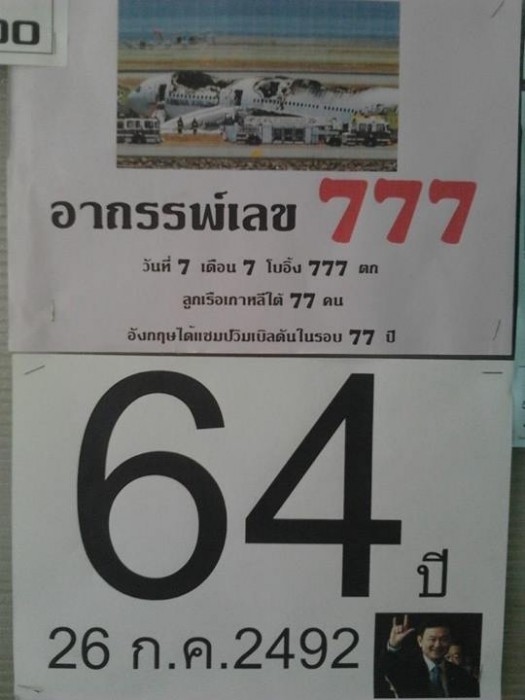 00
อาถรรพ์เลข 777
วันที่ 7 เดือน 7 โบอิ้ง 777 ตก
ลูกเรือเกาหลีใต้ 77 คน
อังกฤษได้แชมป์วิมเบิลดันในรอบ 77 ปี
64 ปี
26 ก.ค.2492